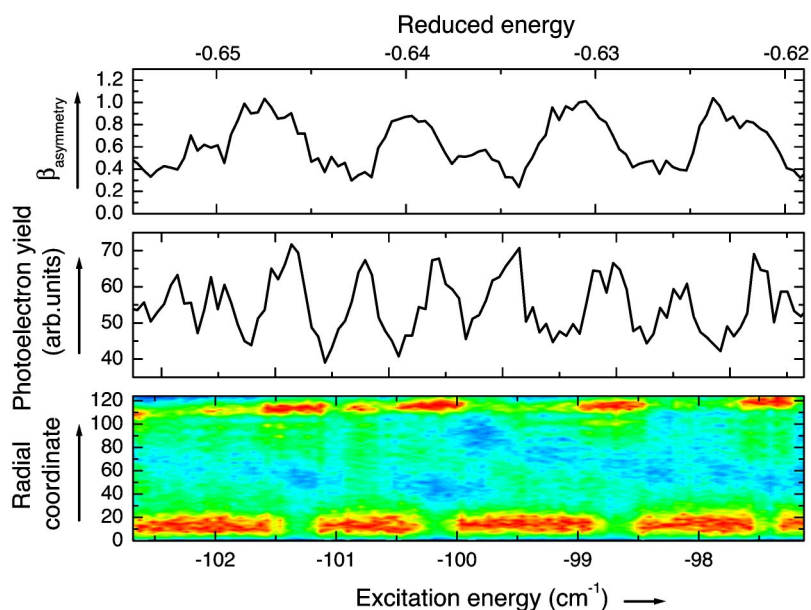 Reduced energy
-0.65 -0.64 -0.63 -0.62
1.2
1.0
0.8
0.6
0.4
0.2
0.0
βasymmetry
70
60
50
40
Photoelectron yield
(arb.units)
120
100
80
60
40
20
0
Radial
coordinate
-102 -101 -100 -99 -98
Excitation energy (cm⁻¹)